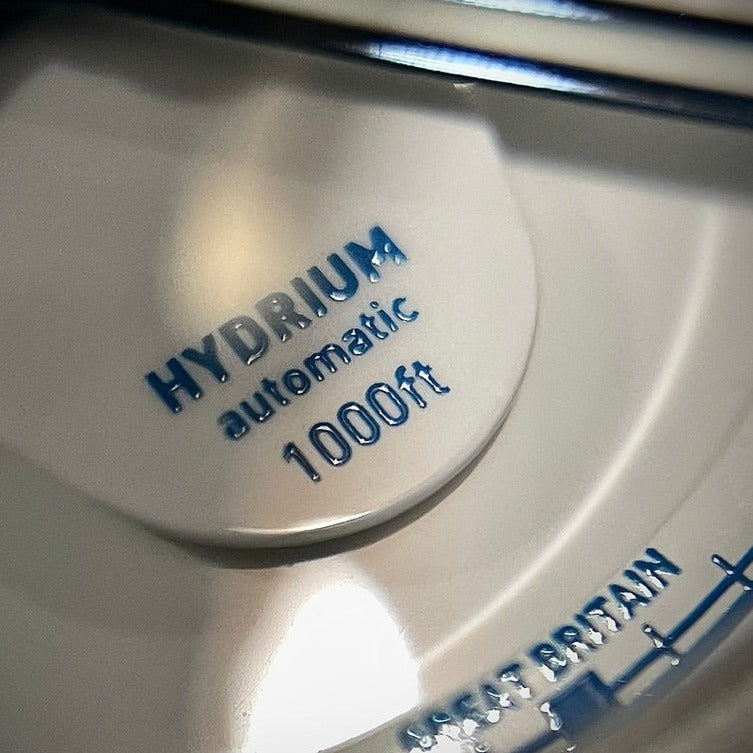 HYDRIUM
automatic
1000ft
GREAT BRITAIN